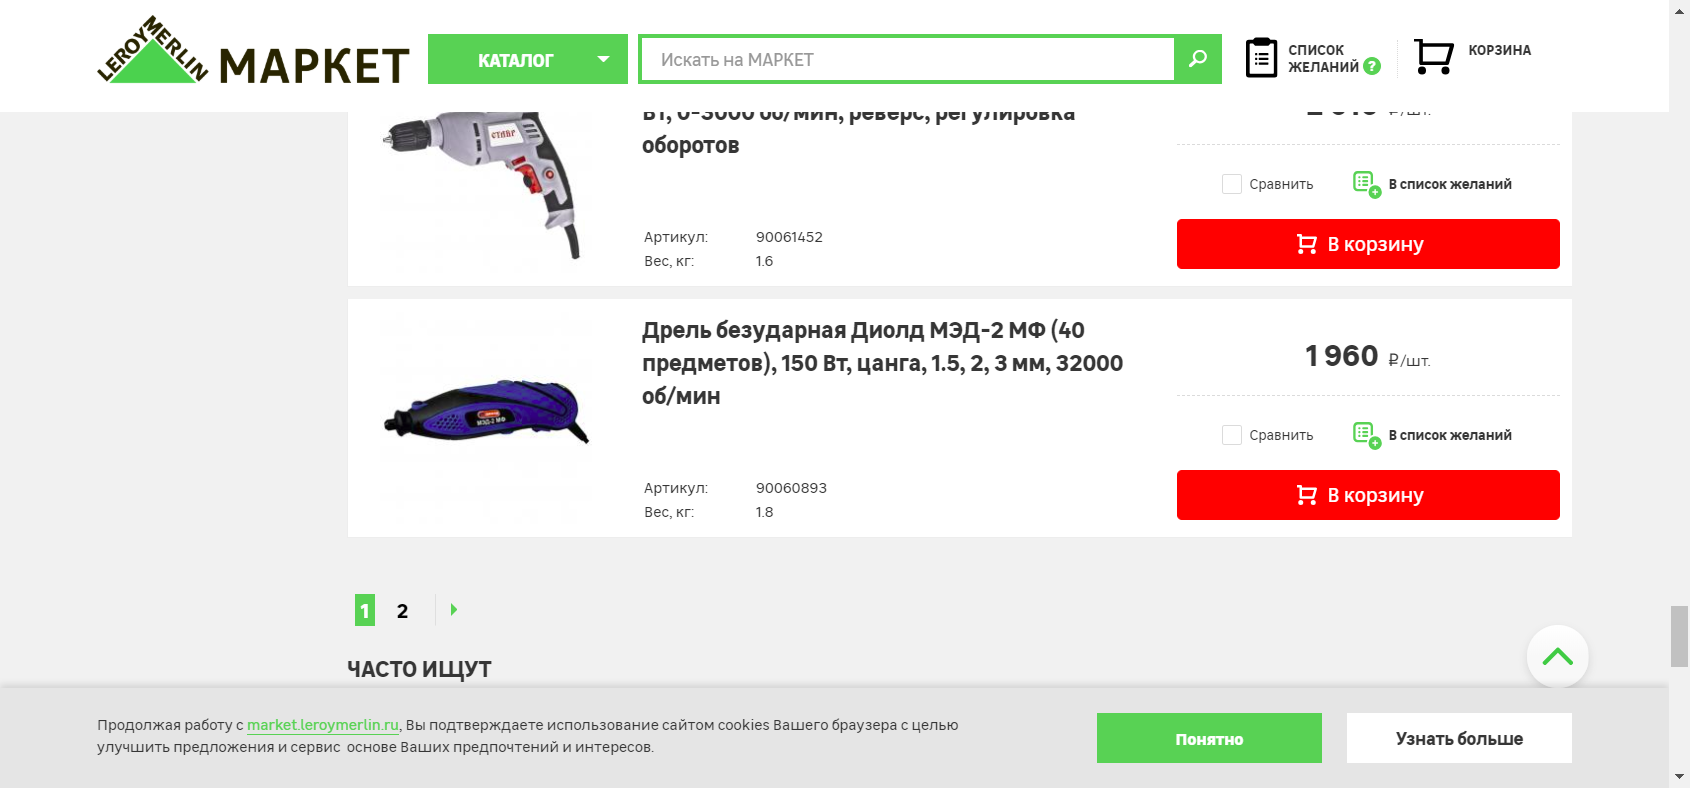 LEROY MERLIN
МАРКЕТ
КАТАЛОГ
Искать на МАРКЕТ
СПИСОК
ЖЕЛАНИЙ ?
КОРЗИНА
Вт, 0-3000 об/мин, реверс, регулировка
оборотов
₽/шт.
СТАВР
Сравнить
В список желаний
Артикул: 90061452
Вес, кг: 1.6
В корзину
Дрель безударная Диолд МЭД-2 МФ (40
предметов), 150 Вт, цанга, 1.5, 2, 3 мм, 32000
об/мин
1 960 ₽/шт.
МЭД-2 МФ
Сравнить
В список желаний
Артикул: 90060893
Вес, кг: 1.8
В корзину
1 2
ЧАСТО ИЩУТ
Продолжая работу с market.leroymerlin.ru, Вы подтверждаете использование сайтом cookies Вашего браузера с целью
улучшить предложения и сервис основе Ваших предпочтений и интересов.
Понятно
Узнать больше